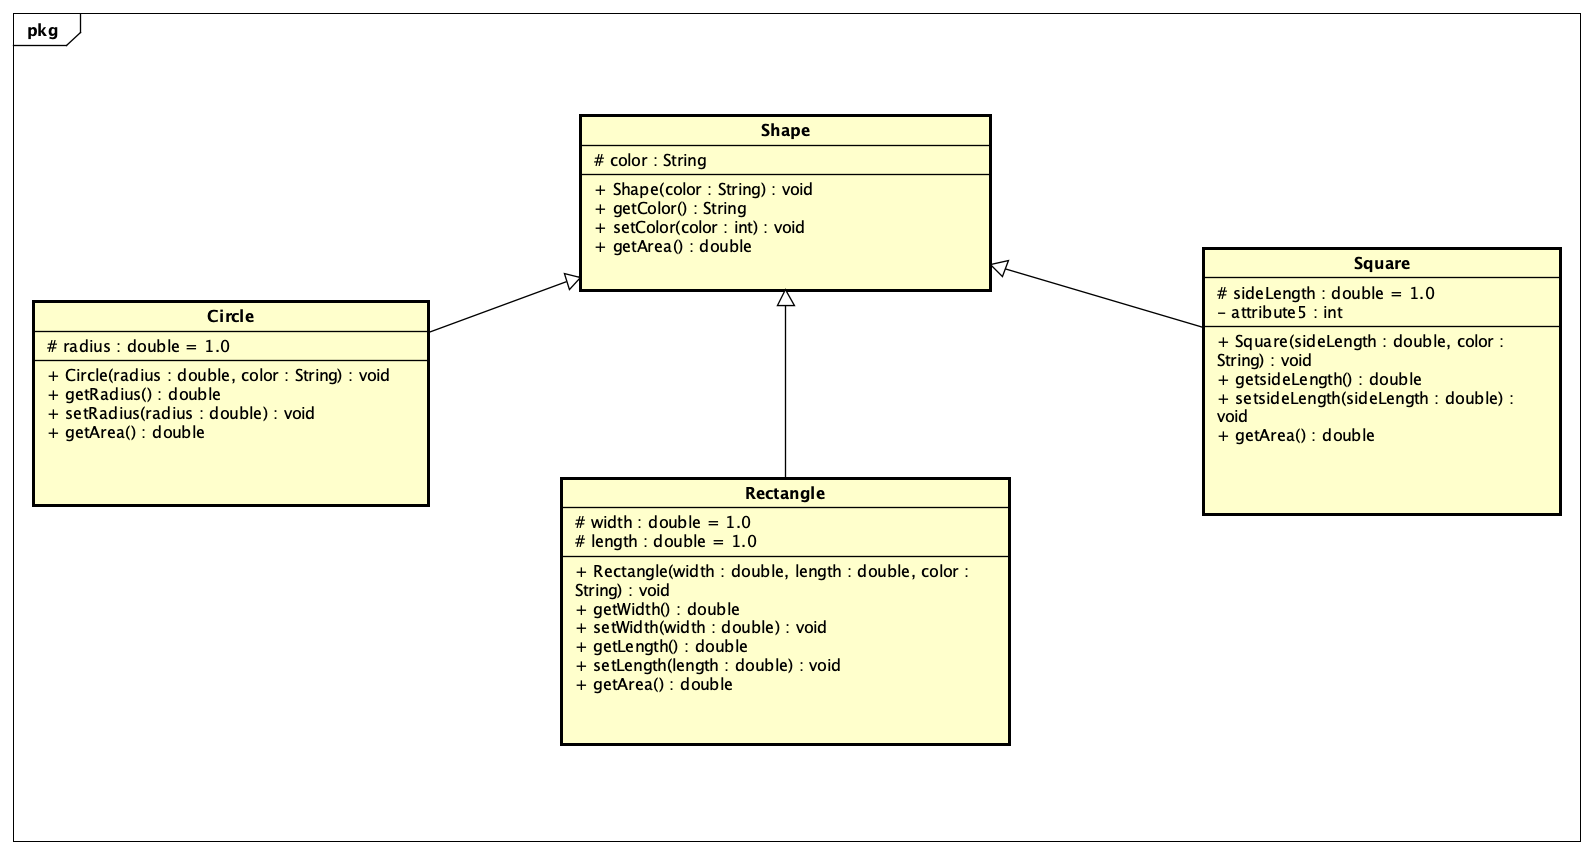 pkg
Shape
# color : String
+ Shape(color : String) : void
+ getColor() : String
+ setColor(color : int) : void
+ getArea() : double
Circle
# radius : double = 1.0
+ Circle(radius : double, color : String) : void
+ getRadius() : double
+ setRadius(radius : double) : void
+ getArea() : double
Rectangle
# width : double = 1.0
# length : double = 1.0
+ Rectangle(width : double, length : double, color :
String) : void
+ getWidth() : double
+ setWidth(width : double) : void
+ getLength() : double
+ setLength(length : double) : void
+ getArea() : double
Square
# sideLength : double = 1.0
- attribute5 : int
+ Square(sideLength : double, color :
String) : void
+ getsideLength() : double
+ setsideLength(sideLength : double) :
void
+ getArea() : double